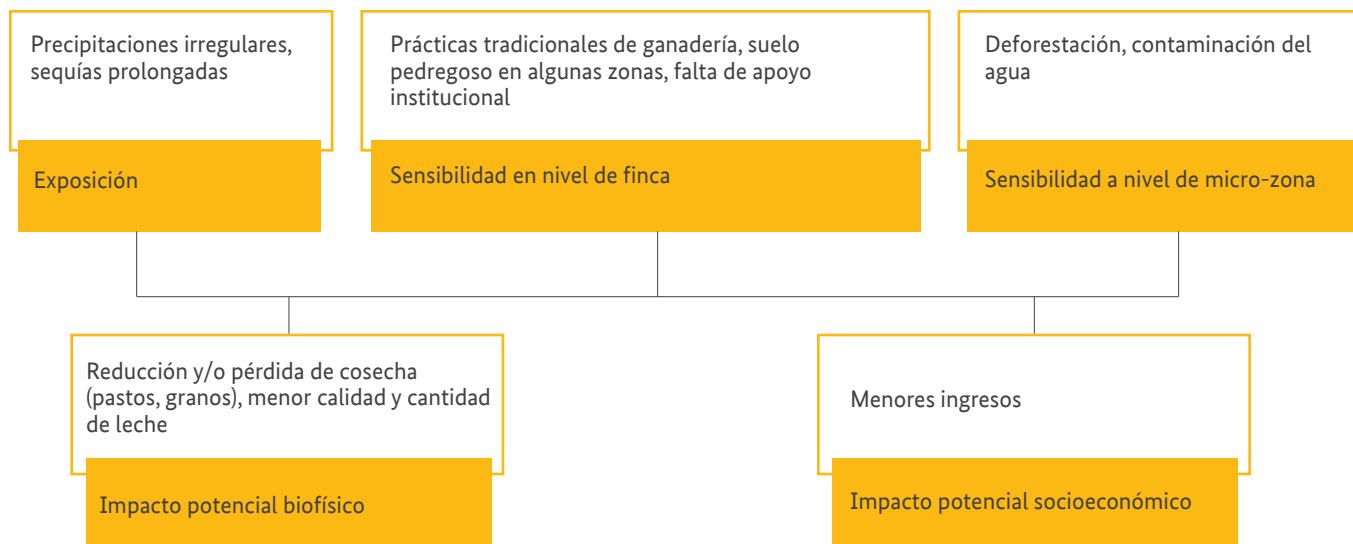 Precipitaciones irregulares,
sequías prolongadas
Exposición
Prácticas tradicionales de ganadería, suelo
pedregoso en algunas zonas, falta de apoyo
institucional
Sensibilidad en nivel de finca
Deforestación, contaminación del
agua
Sensibilidad a nivel de micro-zona
Reducción y/o pérdida de cosecha
(pastos, granos), menor calidad y cantidad
de leche
Impacto potencial biofísico
Menores ingresos
Impacto potencial socioeconómico